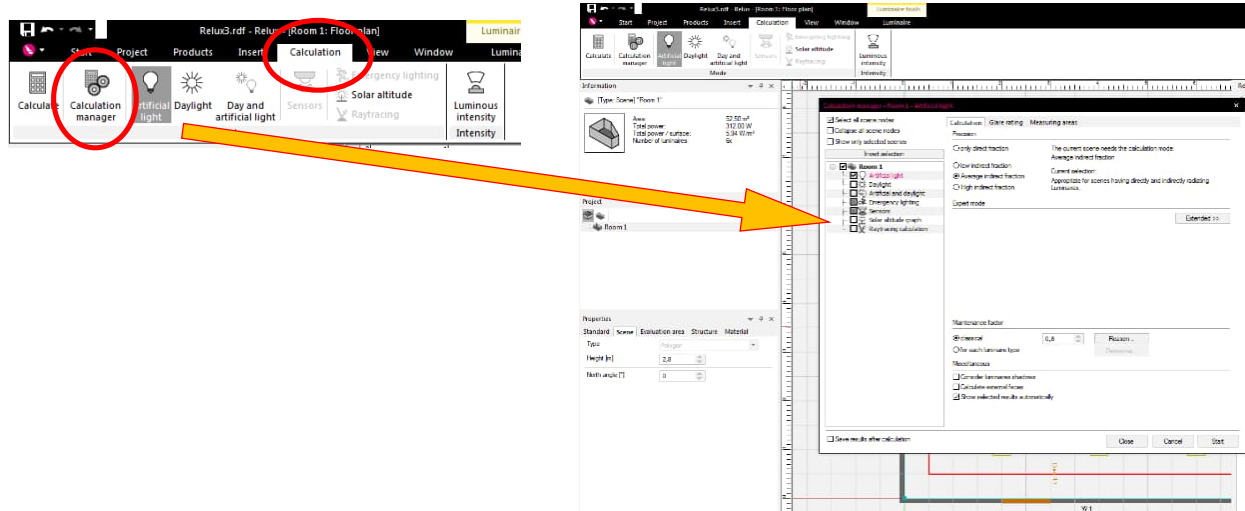 Relux3.rdf - Relux - [Room 1: Floor plan]
Luminair
Start Project Products Insert Calculation View Window Lumina
Calculate
Calculation manager
Artificial light
Daylight
Day and artificial light
Sensors
Emergency lighting
Solar altitude
Raytracing
Luminous intensity
Intensity
Relux3.rdf - Relux - [Room 1: Floor plan]
Luminaire tools
Start Project Products Insert Calculation View Window Luminaire
Calculate
Calculation manager
Artificial light
Daylight
Day and artificial light
Sensors
Emergency lighting
Solar altitude
Raytracing
Luminous intensity
Mode
Intensity
Information
[Type: Scene] "Room 1"
Area: 52.50 m²
Total power: 312.00 W
Total power / surface: 5.94 W/m²
Number of luminaires: 6x
Project
Room 1
Properties
Standard Scene Evaluation area Structure Material
Type Polygon
Height [m] 2,8
North angle [°] 0
Calculation manager - Room 1 - Artificial light
Select all scene nodes
Collapse all scene nodes
Show only selected scenes
Invert selection
Room 1
Artificial light
Daylight
Artificial and daylight
Emergency lighting
Sensors
Solar altitude graph
Raytracing calculation
Save results after calculation
Calculation Glare rating Measuring areas
Precision
Only direct fraction
Low indirect fraction
Average indirect fraction
High indirect fraction
The current scene needs the calculation mode:
Average indirect fraction
Current selection:
Appropriate for scenes having directly and indirectly radiating
Luminaires.
Expert mode
Extended >>
Maintenance factor
classical 0,8 Reason...
for each luminaire type
Miscellaneous
Consider luminaires shadows
Calculate external faces
Show selected results automatically
Close Cancel Start
W1